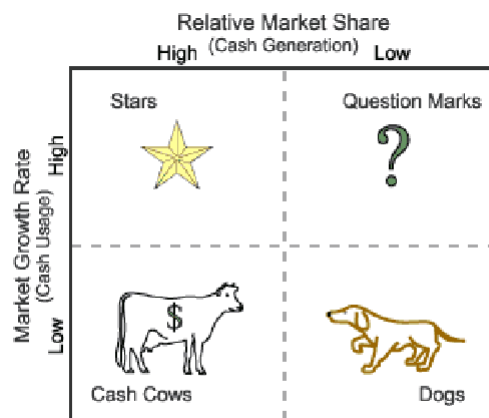 Relative Market Share
(Cash Generation)
High
Low
Stars
Question Marks
?
Market Growth Rate
(Cash Usage)
High
Low
$
Cash Cows
Dogs